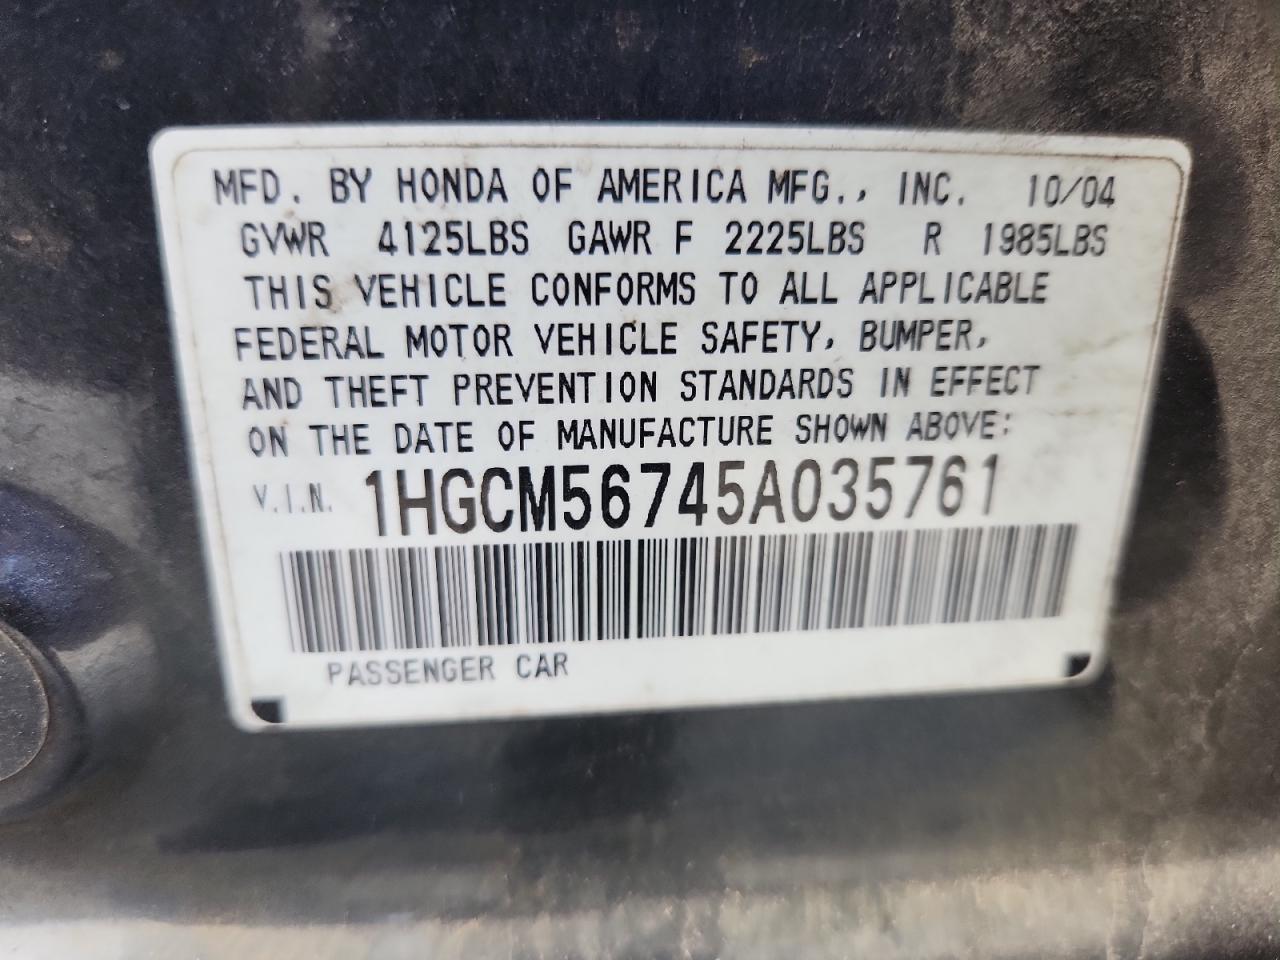 MFD. BY HONDA OF AMERICA MFG., INC. 10/04
GVWR 4125LBS GAWR F 2225LBS R 1985LBS
THIS VEHICLE CONFORMS TO ALL APPLICABLE
FEDERAL MOTOR VEHICLE SAFETY, BUMPER,
AND THEFT PREVENTION STANDARDS IN EFFECT
ON THE DATE OF MANUFACTURE SHOWN ABOVE:
V.I.N. 1HGCM56745A035761
PASSENGER CAR